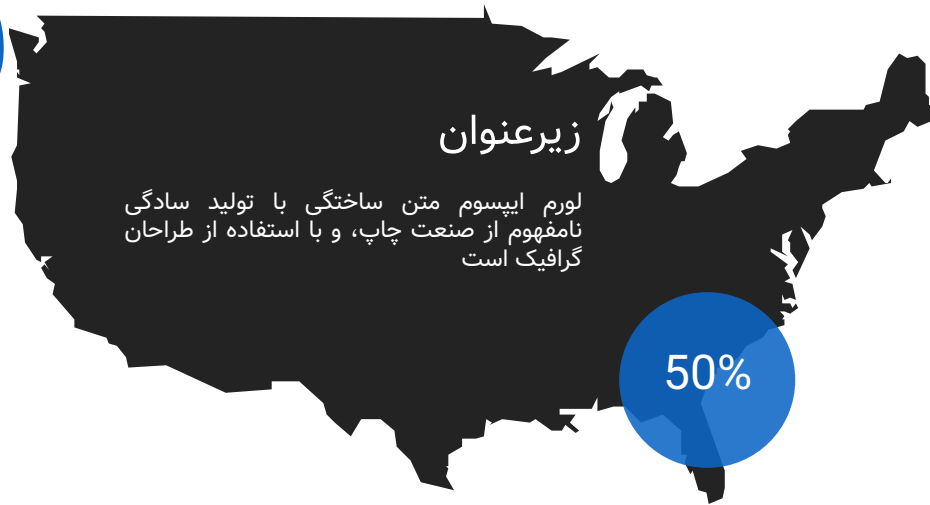 زیرعنوان
لورم ایپسوم متن ساختگی با تولید سادگی
نامفهوم از صنعت چاپ، و با استفاده از طراحان
گرافیک است
50%